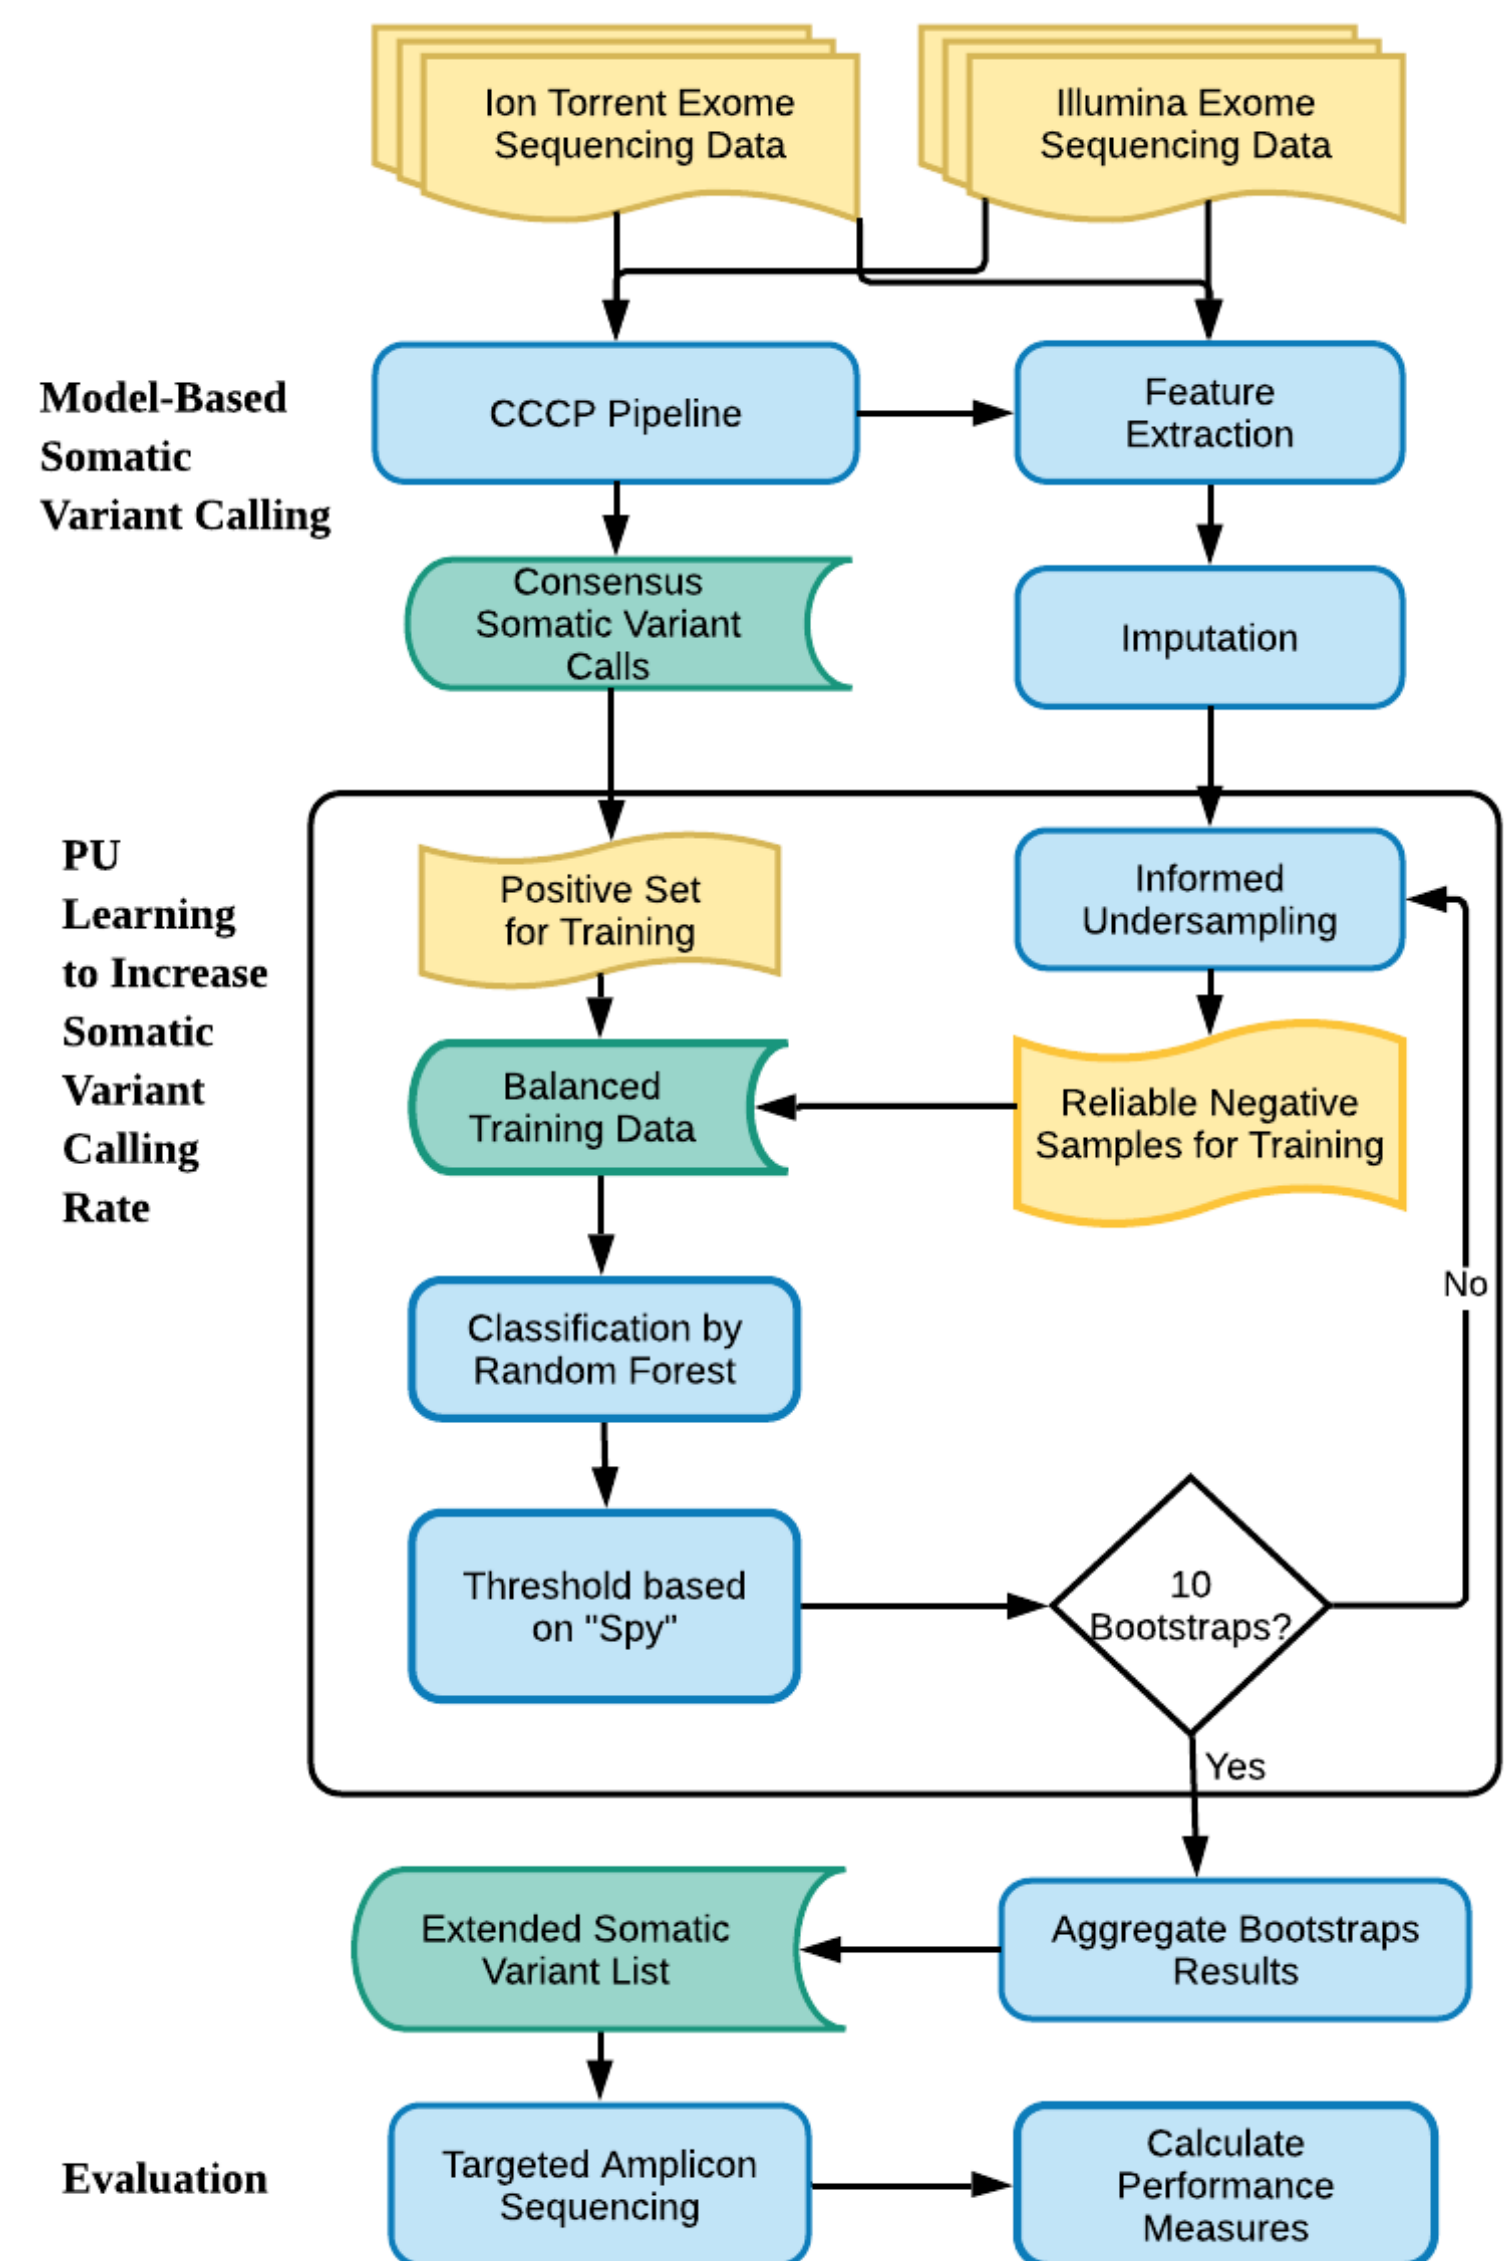 Ion Torrent Exome
Sequencing Data
Illumina Exome
Sequencing Data
Model-Based
Somatic
Variant Calling
CCCP Pipeline
Feature
Extraction
Consensus
Somatic Variant
Calls
Imputation
PU
Learning
to Increase
Somatic
Variant
Calling
Rate
Positive Set
for Training
Informed
Undersampling
Balanced
Training Data
Reliable Negative
Samples for Training
No
Classification by
Random Forest
Threshold based
on "Spy"
10
Bootstraps?
Yes
Extended Somatic
Variant List
Aggregate Bootstraps
Results
Evaluation
Targeted Amplicon
Sequencing
Calculate
Performance
Measures